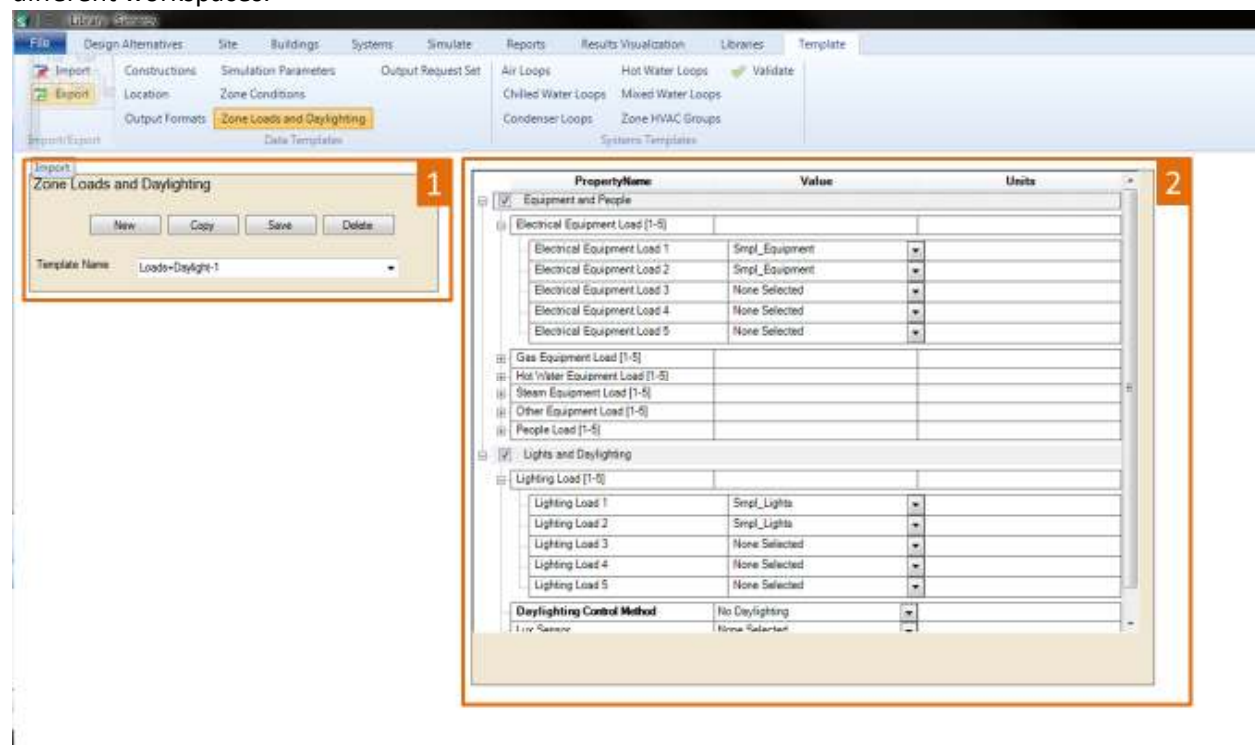 different workspaces.
Library Simergy
File Design Alternatives Site Buildings Systems Simulate Reports Results Visualization Libraries Template
Import Constructions Simulation Parameters Output Request Set Air Loops Hot Water Loops Validate
Export Location Zone Conditions Chilled Water Loops Mixed Water Loops
Output Formats Zone Loads and Daylighting Condenser Loops Zone HVAC Groups
Import/Export Data Templates Systems Templates
Import
Zone Loads and Daylighting
1
New Copy Save Delete
Template Name Loads+Daylight-1
2
PropertyName Value Units
Equipment and People
Electrical Equipment Load [1-5]
Electrical Equipment Load 1 Smpl_Equipment
Electrical Equipment Load 2 Smpl_Equipment
Electrical Equipment Load 3 None Selected
Electrical Equipment Load 4 None Selected
Electrical Equipment Load 5 None Selected
Gas Equipment Load [1-5]
Hot Water Equipment Load [1-5]
Steam Equipment Load [1-5]
Other Equipment Load [1-5]
People Load [1-5]
Lights and Daylighting
Lighting Load [1-5]
Lighting Load 1 Smpl_Lights
Lighting Load 2 Smpl_Lights
Lighting Load 3 None Selected
Lighting Load 4 None Selected
Lighting Load 5 None Selected
Daylighting Control Method No Daylighting
Lux Sensor None Selected